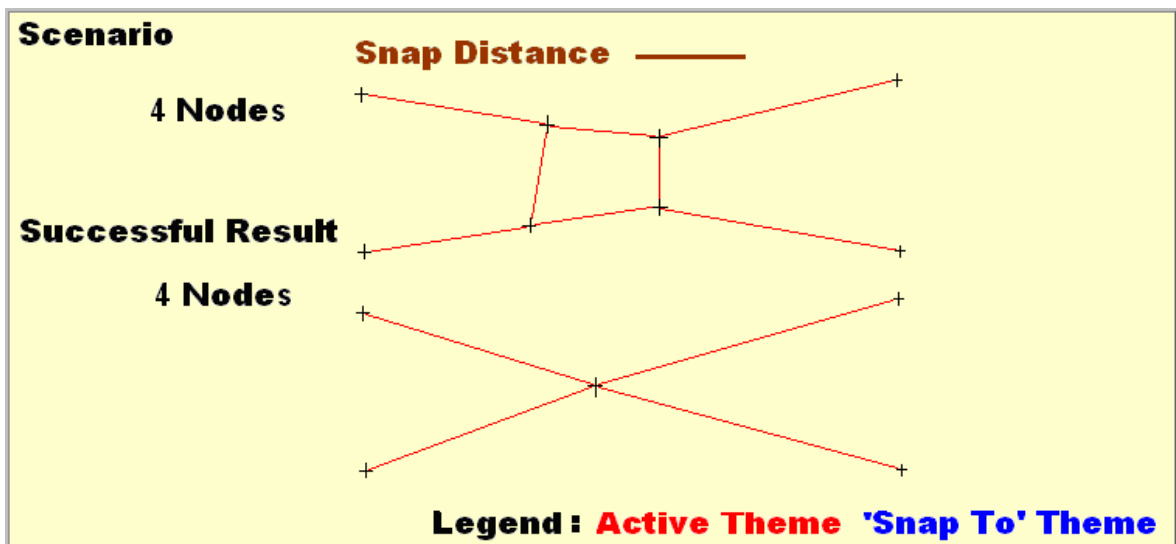 Scenario
Snap Distance
4 Nodes
Successful Result
4 Nodes
Legend : Active Theme 'Snap To' Theme